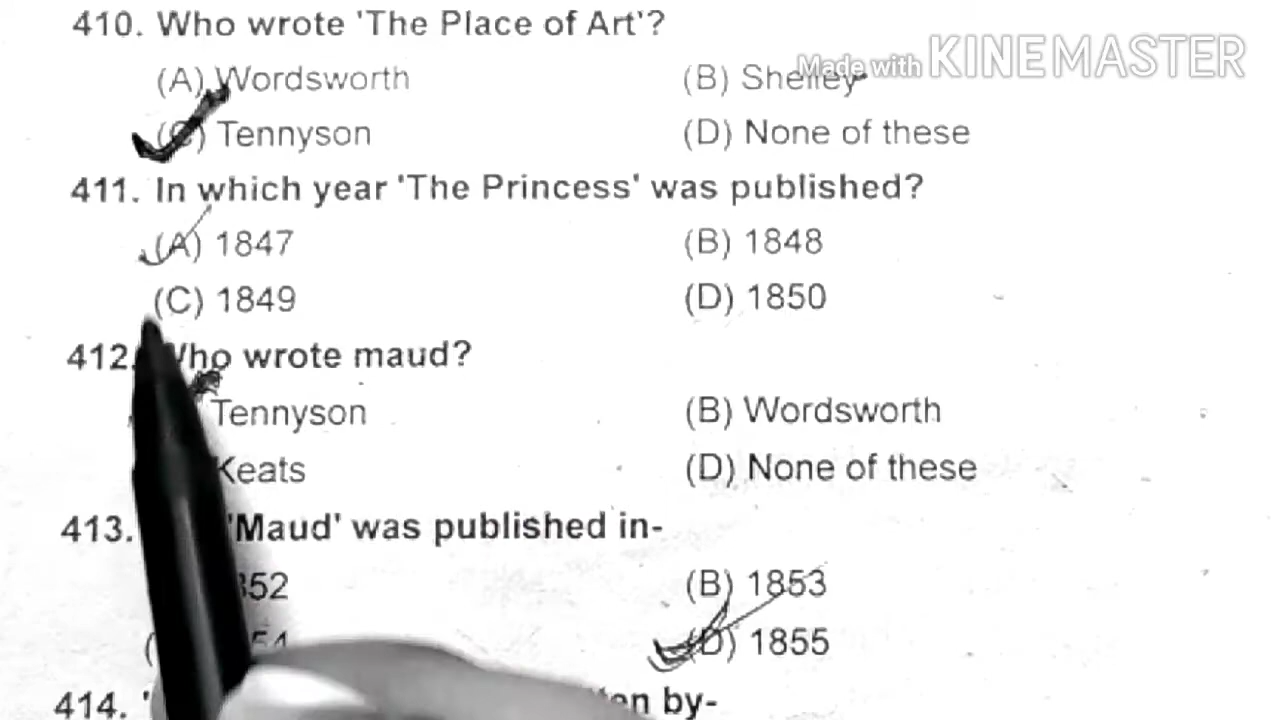 410. Who wrote 'The Place of Art'?
Made with KINEMASTER
(A) Wordsworth (B) Shelley
(C) Tennyson (D) None of these
411. In which year 'The Princess' was published?
(A) 1847 (B) 1848
(C) 1849 (D) 1850
412. Who wrote maud?
Tennyson (B) Wordsworth
Keats (D) None of these
413. 'Maud' was published in-
(B) 1853
(D) 1855
414. by-